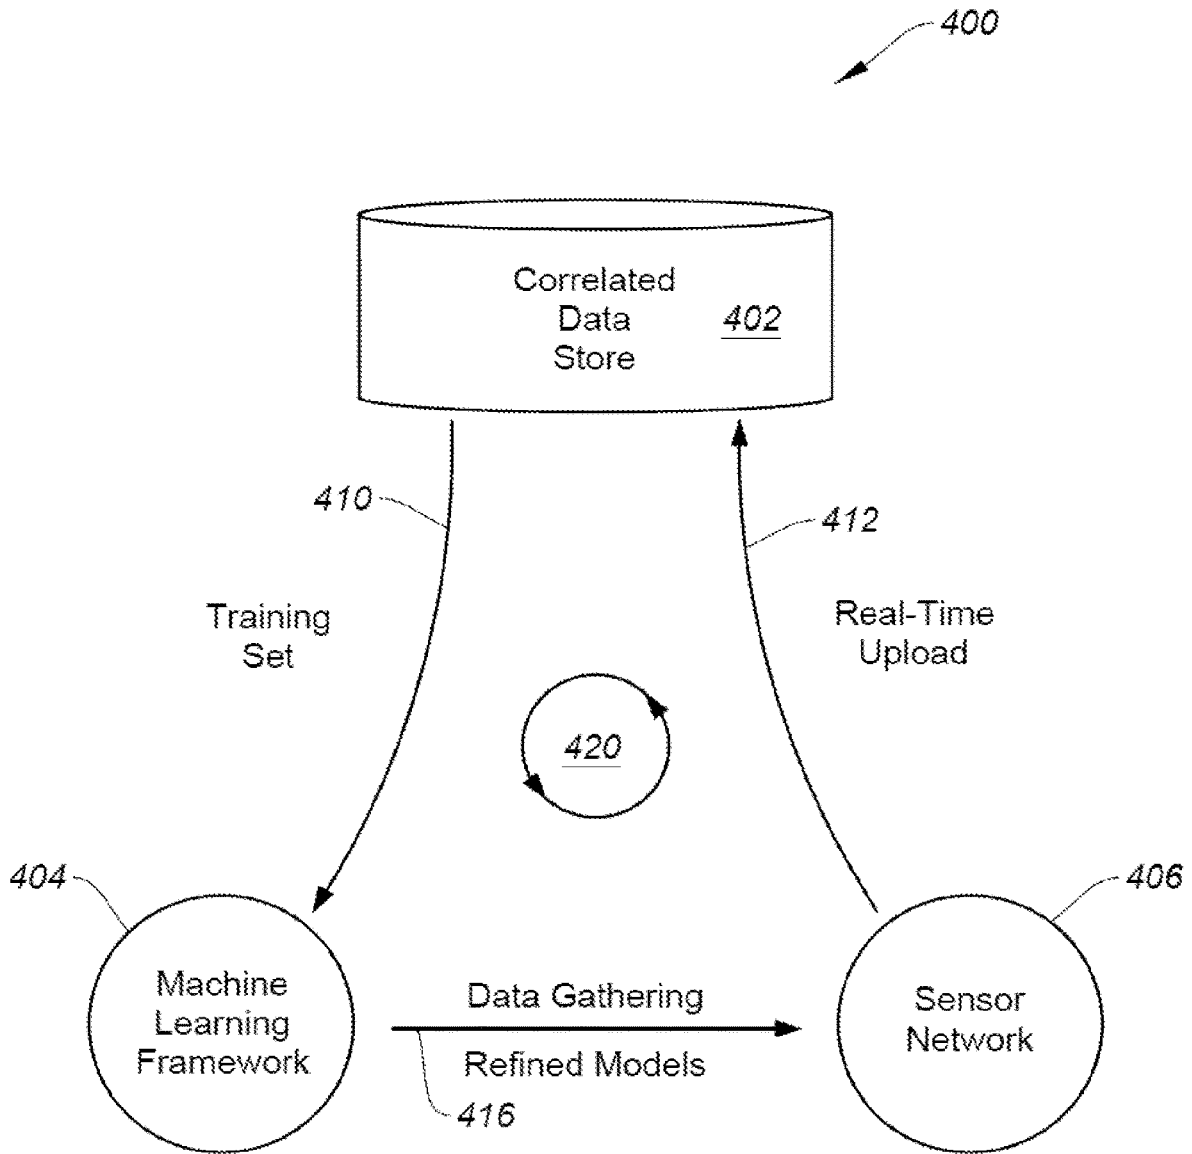 400
Correlated
Data
Store
402
410
412
Training
Set
Real-Time
Upload
420
404
406
Machine
Learning
Framework
Data Gathering
Refined Models
416
Sensor
Network